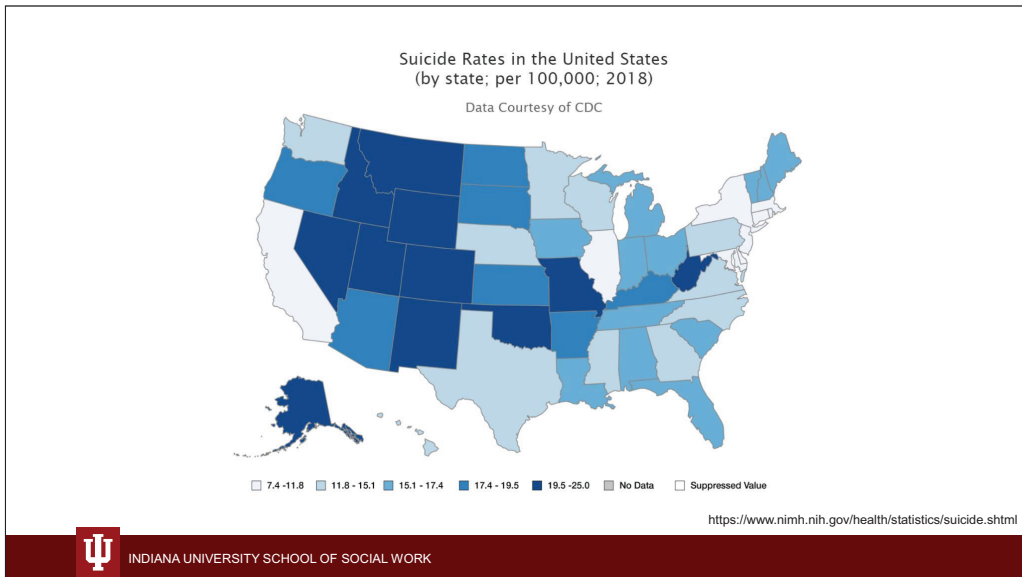 Suicide Rates in the United States
(by state; per 100,000; 2018)
Data Courtesy of CDC
7.4 -11.8
11.8 - 15.1
15.1 - 17.4
17.4 - 19.5
19.5 -25.0
No Data
Suppressed Value
https://www.nimh.nih.gov/health/statistics/suicide.shtml
INDIANA UNIVERSITY SCHOOL OF SOCIAL WORK